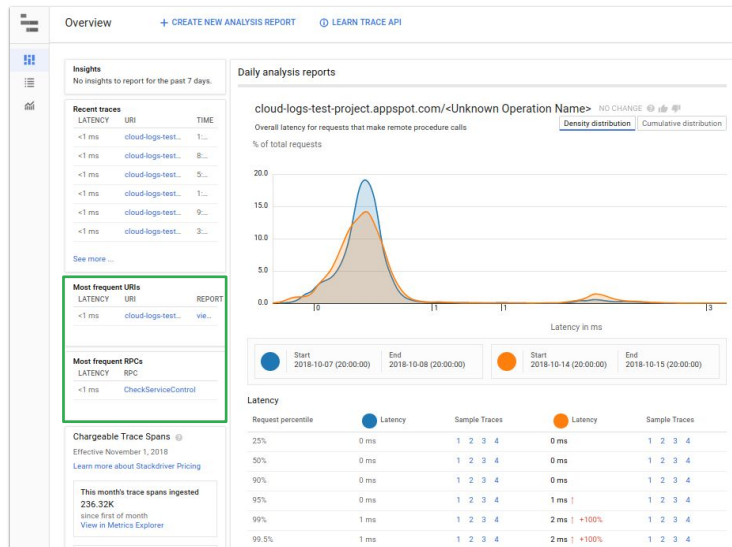 Overview
+ CREATE NEW ANALYSIS REPORT
LEARN TRACE API
Insights
No insights to report for the past 7 days.
Recent traces
LATENCY URI TIME
<1 ms cloud-logs-test... 1:...
<1 ms cloud-logs-test... 8:...
<1 ms cloud-logs-test... 5:...
<1 ms cloud-logs-test... 1:...
<1 ms cloud-logs-test... 9:...
<1 ms cloud-logs-test... 3:...
See more ...
Most frequent URIs
LATENCY URI REPORT
<1 ms cloud-logs-test... vie...
Most frequent RPCs
LATENCY RPC
<1 ms CheckServiceControl
Chargeable Trace Spans
Effective November 1, 2018
Learn more about Stackdriver Pricing
This month's trace spans ingested
236.32K
since first of month
View in Metrics Explorer
Daily analysis reports
cloud-logs-test-project.appspot.com/<Unknown Operation Name> NO CHANGE
Overall latency for requests that make remote procedure calls
Density distribution Cumulative distribution
% of total requests
20.0
15.0
10.0
5.0
0.0
0 1 1 3
Latency in ms
Start End
2018-10-07 (20:00:00) 2018-10-08 (20:00:00)
Start End
2018-10-14 (20:00:00) 2018-10-15 (20:00:00)
Latency
Request percentile Latency Sample Traces Latency Sample Traces
25% 0 ms 1 2 3 4 0 ms 1 2 3 4
50% 0 ms 1 2 3 4 0 ms 1 2 3 4
90% 0 ms 1 2 3 4 0 ms 1 2 3 4
95% 0 ms 1 2 3 4 1 ms ↑ 1 2 3 4
99% 1 ms 1 2 3 4 2 ms ↑ +100% 1 2 3 4
99.5% 1 ms 1 2 3 4 2 ms ↑ +100% 1 2 3 4